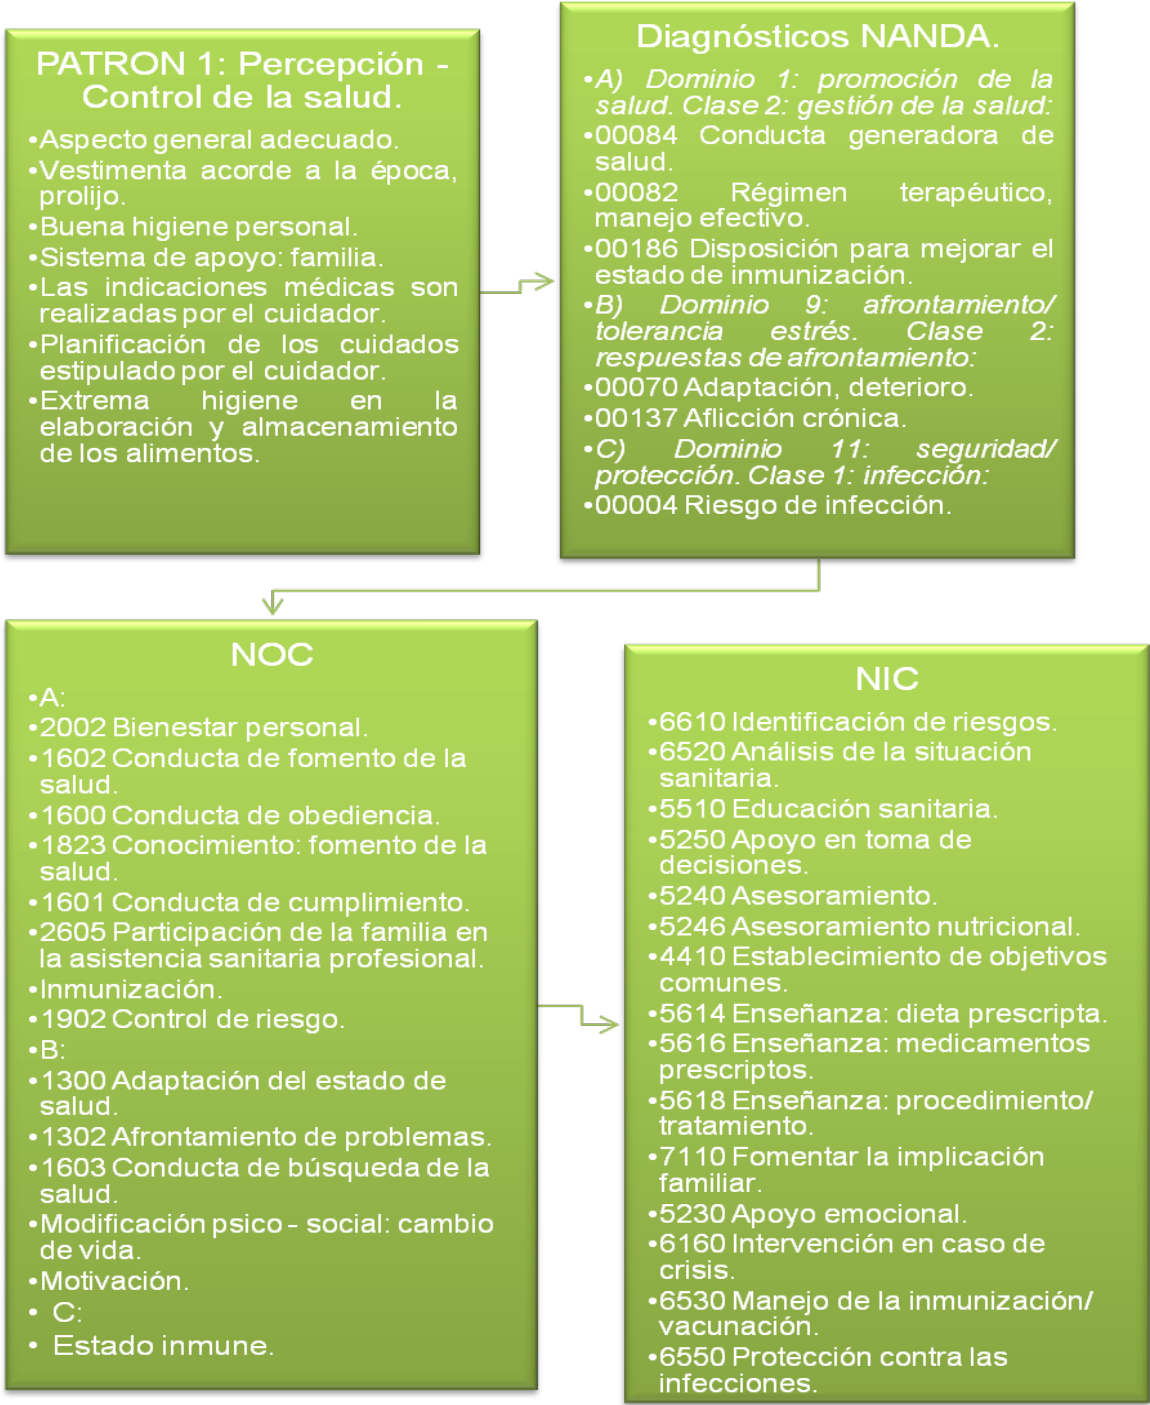 PATRON 1: Percepción -
Control de la salud.
•Aspecto general adecuado.
•Vestimenta acorde a la época,
prolijo.
•Buena higiene personal.
•Sistema de apoyo: familia.
•Las indicaciones médicas son
realizadas por el cuidador.
•Planificación de los cuidados
estipulado por el cuidador.
•Extrema higiene en la
elaboración y almacenamiento
de los alimentos.
Diagnósticos NANDA.
•A) Dominio 1: promoción de la
salud. Clase 2: gestión de la salud:
•00084 Conducta generadora de
salud.
•00082 Régimen terapéutico,
manejo efectivo.
•00186 Disposición para mejorar el
estado de inmunización.
•B) Dominio 9: afrontamiento/
tolerancia estrés. Clase 2:
respuestas de afrontamiento:
•00070 Adaptación, deterioro.
•00137 Aflicción crónica.
•C) Dominio 11: seguridad/
protección. Clase 1: infección:
•00004 Riesgo de infección.
NOC
•A:
•2002 Bienestar personal.
•1602 Conducta de fomento de la
salud.
•1600 Conducta de obediencia.
•1823 Conocimiento: fomento de la
salud.
•1601 Conducta de cumplimiento.
•2605 Participación de la familia en
la asistencia sanitaria profesional.
•Inmunización.
•1902 Control de riesgo.
•B:
•1300 Adaptación del estado de
salud.
•1302 Afrontamiento de problemas.
•1603 Conducta de búsqueda de la
salud.
•Modificación psico - social: cambio
de vida.
•Motivación.
• C:
• Estado inmune.
NIC
•6610 Identificación de riesgos.
•6520 Análisis de la situación
sanitaria.
•5510 Educación sanitaria.
•5250 Apoyo en toma de
decisiones.
•5240 Asesoramiento.
•5246 Asesoramiento nutricional.
•4410 Establecimiento de objetivos
comunes.
•5614 Enseñanza: dieta prescripta.
•5616 Enseñanza: medicamentos
prescriptos.
•5618 Enseñanza: procedimiento/
tratamiento.
•7110 Fomentar la implicación
familiar.
•5230 Apoyo emocional.
•6160 Intervención en caso de
crisis.
•6530 Manejo de la inmunización/
vacunación.
•6550 Protección contra las
infecciones.